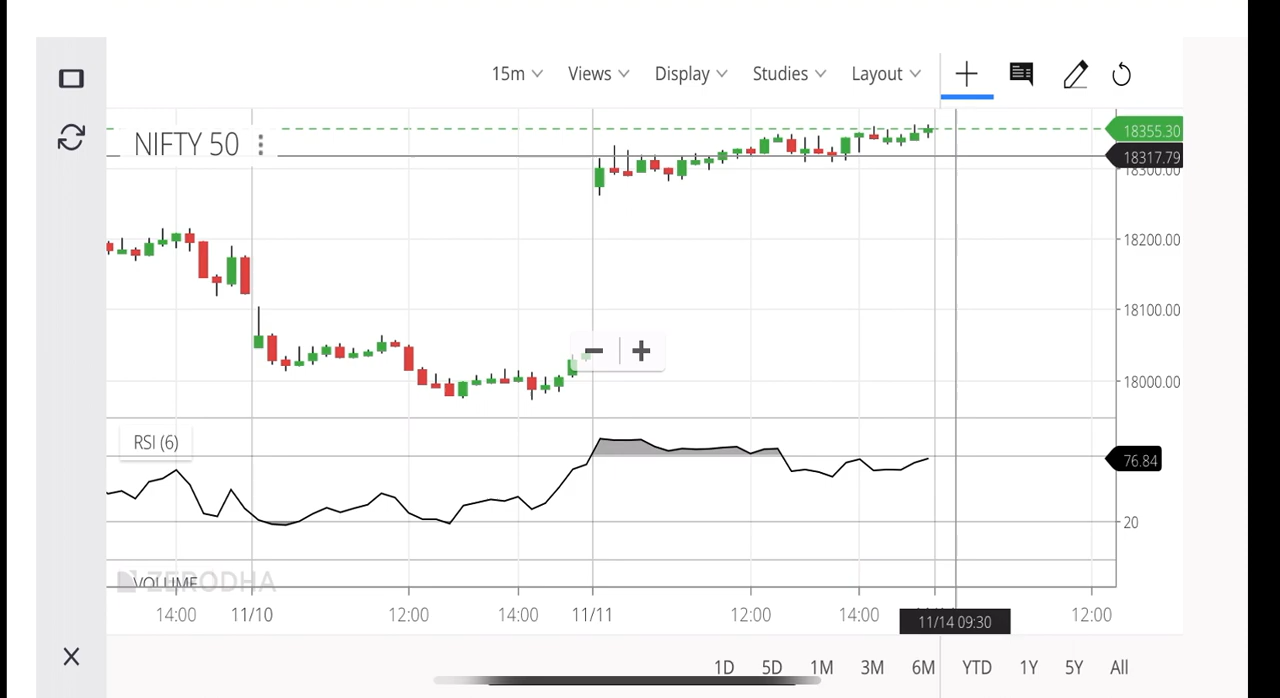 15m Views Display Studies Layout
NIFTY 50
18355.30
18317.79
18300.00
18200.00
18100.00
18000.00
RSI (6)
76.84
20
VOLUME
ZERODHA
14:00 11/10 12:00 14:00 11/11 12:00 14:00 11/14 09:30 12:00
1D 5D 1M 3M 6M YTD 1Y 5Y All